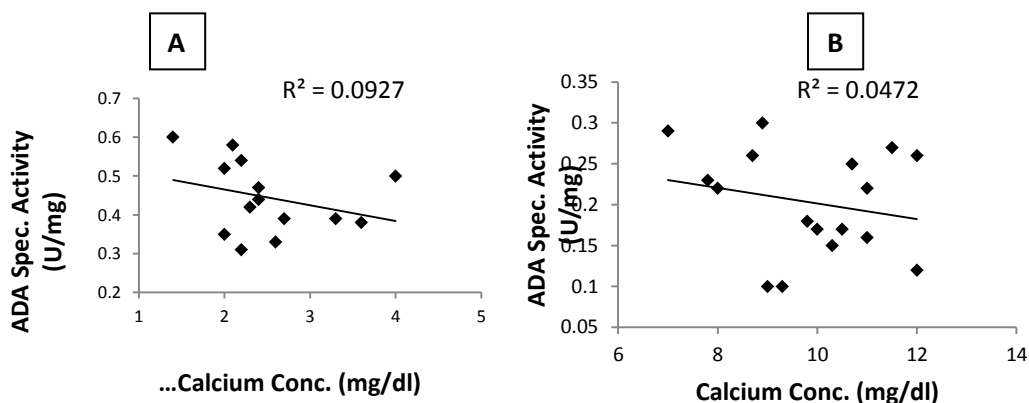 A
R² = 0.0927
ADA Spec. Activity
(U/mg)
0.7
0.6
0.5
0.4
0.3
0.2
1 2 3 4 5
...Calcium Conc. (mg/dl)
B
R² = 0.0472
ADA Spec. Activity
(U/mg)
0.35
0.3
0.25
0.2
0.15
0.1
0.05
6 8 10 12 14
Calcium Conc. (mg/dl)